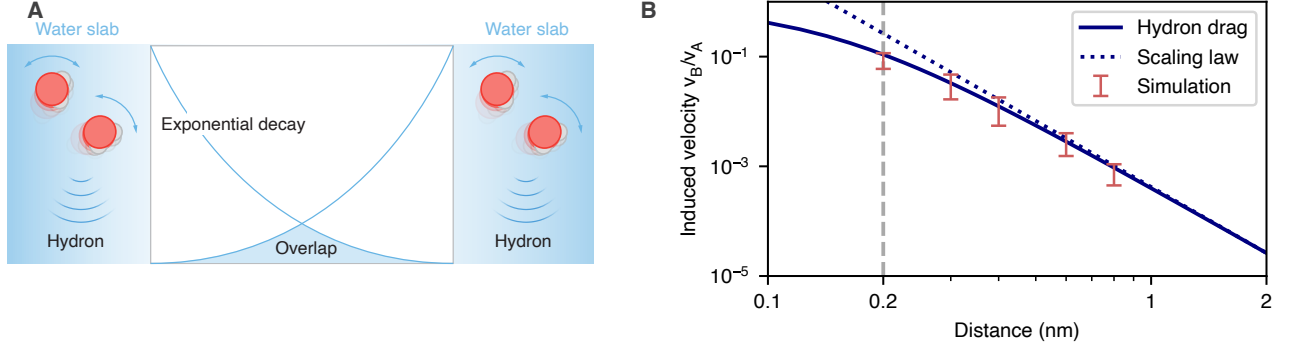 A
Water slab
Water slab
Exponential decay
Overlap
Hydron
Hydron
B
Induced velocity v_B/v_A
10⁻¹
10⁻³
10⁻⁵
Hydron drag
Scaling law
Simulation
0.1
0.2
1
2
Distance (nm)